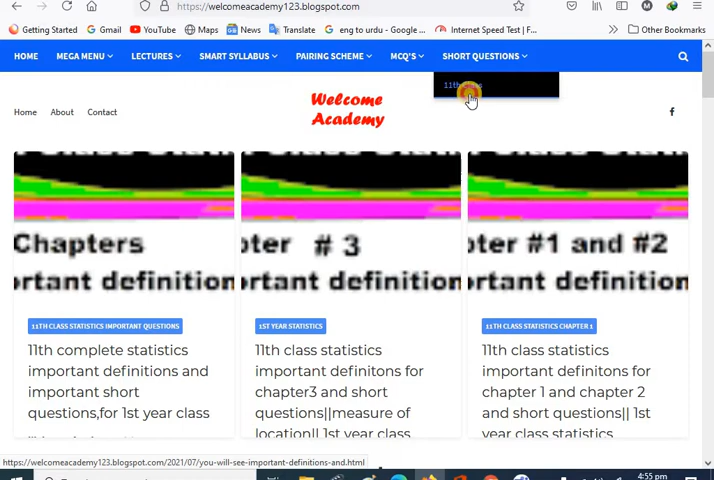 https://welcomeacademy123.blogspot.com
Getting Started
Gmail
YouTube
Maps
News
Translate
eng to urdu - Google ...
Internet Speed Test | F...
Other Bookmarks
HOME
MEGA MENU
LECTURES
SMART SYLLABUS
PAIRING SCHEME
MCQ'S
SHORT QUESTIONS
Home
About
Contact
Welcome
Academy
Chapters
ortant definition
oter # 3
ortant definition
oter #1 and #2
ortant definition
11TH CLASS STATISTICS IMPORTANT QUESTIONS
11th complete statistics
important definitions and
important short
questions,for 1st year class
1ST YEAR STATISTICS
11th class statistics
important definitons for
chapter3 and short
questions||measure of
location|| 1st year class
11TH CLASS STATISTICS CHAPTER 1
11th class statistics
important definitons for
chapter 1 and chapter 2
and short questions|| 1st
year class statistics
https://welcomeacademy123.blogspot.com/2021/07/you-will-see-important-definitions-and.html
4:55 pm